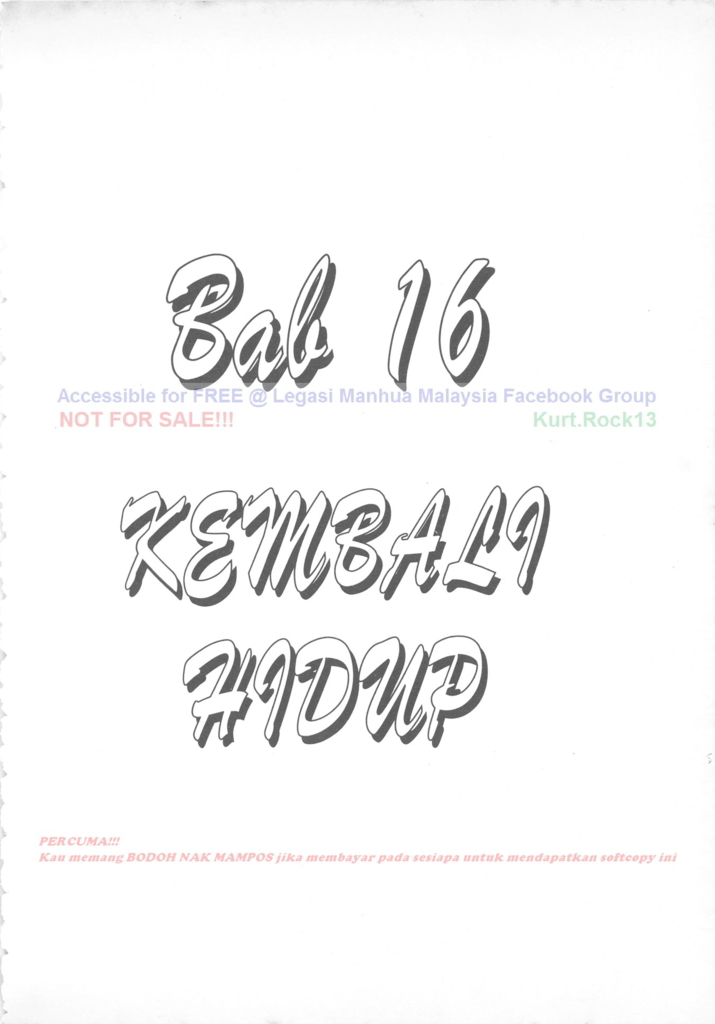 Bab 16
Accessible for FREE @ Legasi Manhua Malaysia Facebook Group
NOT FOR SALE!!! Kurt.Rock13
KEMBALI
HIDUP
PERCUMA!!!
Kau memang BODOH NAK MAMPOS jika membayar pada sesiapa untuk mendapatkan softcopy ini